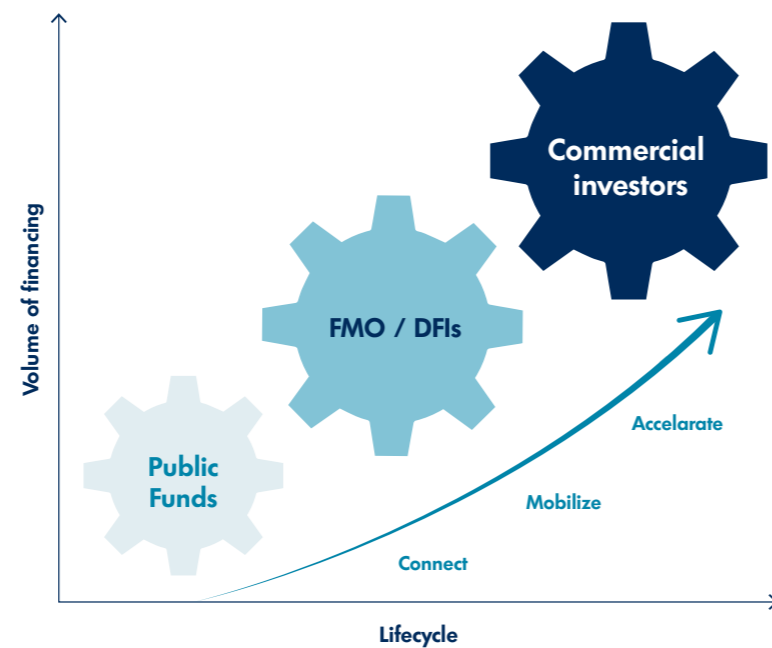 Volume of financing
Commercial
investors
FMO / DFIs
Public
Funds
Accelarate
Mobilize
Connect
Lifecycle